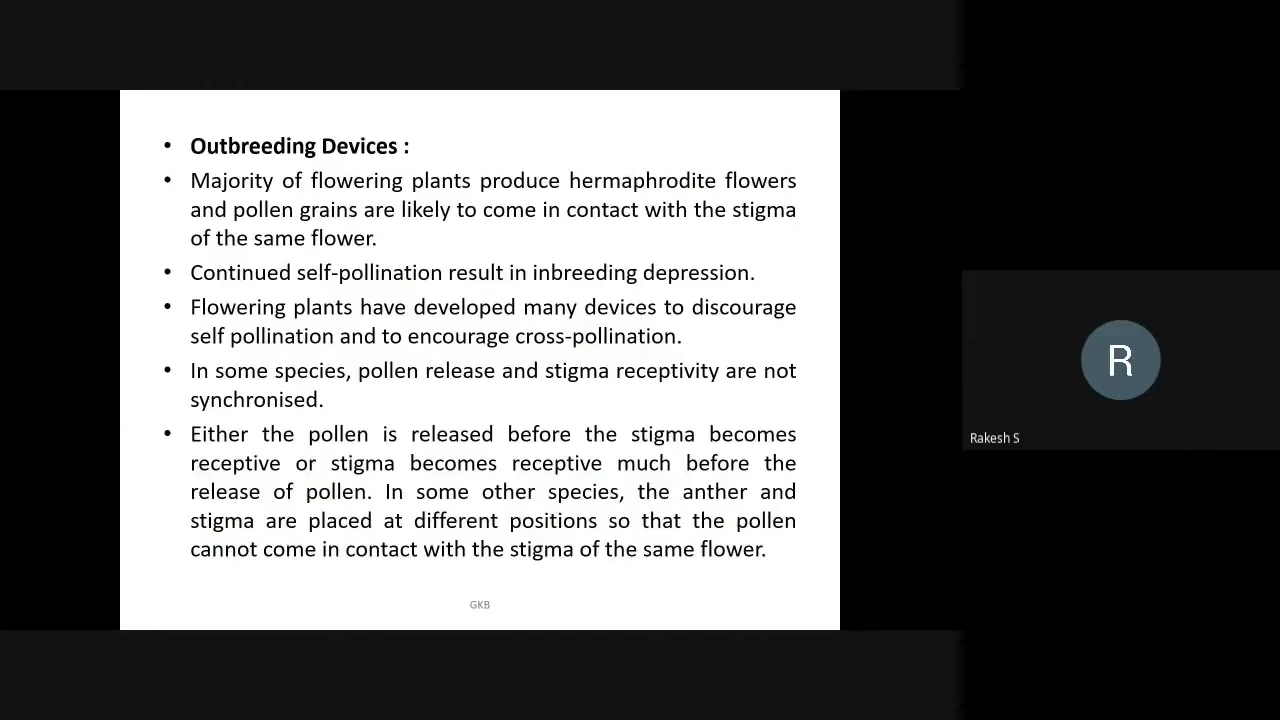 • Outbreeding Devices :
• Majority of flowering plants produce hermaphrodite flowers
and pollen grains are likely to come in contact with the stigma
of the same flower.
• Continued self-pollination result in inbreeding depression.
• Flowering plants have developed many devices to discourage
self pollination and to encourage cross-pollination.
• In some species, pollen release and stigma receptivity are not
synchronised.
• Either the pollen is released before the stigma becomes
receptive or stigma becomes receptive much before the
release of pollen. In some other species, the anther and
stigma are placed at different positions so that the pollen
cannot come in contact with the stigma of the same flower.
GKB
R
Rakesh S